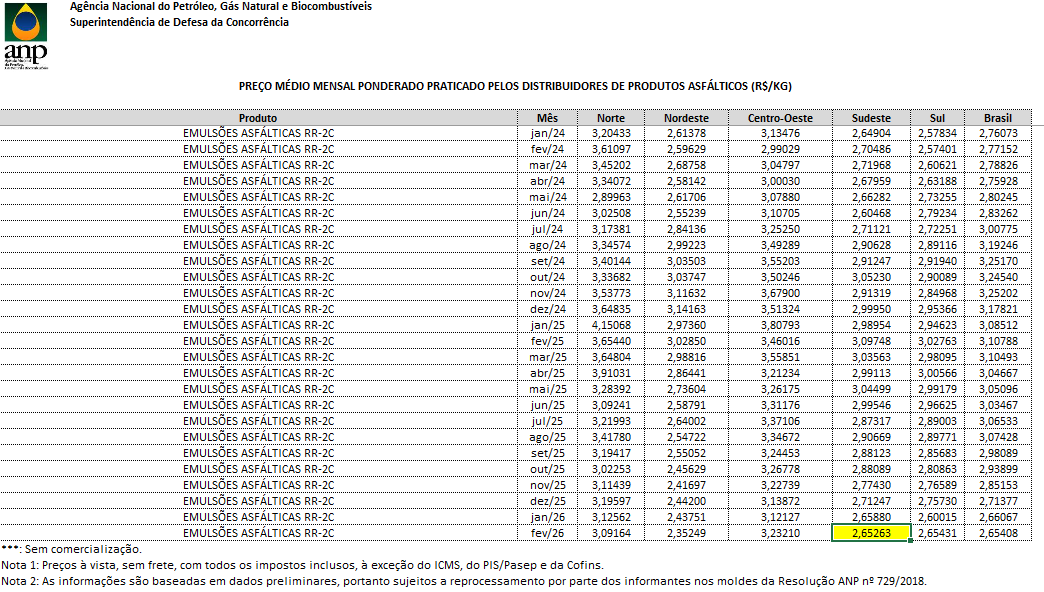 Agência Nacional do Petróleo, Gás Natural e Biocombustíveis
Superintendência de Defesa da Concorrência
anp
PREÇO MÉDIO MENSAL PONDERADO PRATICADO PELOS DISTRIBUIDORES DE PRODUTOS ASFÁLTICOS (R$/KG)
Produto Mês Norte Nordeste Centro-Oeste Sudeste Sul Brasil
EMULSÕES ASFÁLTICAS RR-2C jan/24 3,20433 2,61378 3,13476 2,64904 2,57834 2,76073
EMULSÕES ASFÁLTICAS RR-2C fev/24 3,61097 2,59629 2,99029 2,70486 2,57401 2,77152
EMULSÕES ASFÁLTICAS RR-2C mar/24 3,45202 2,68758 3,04797 2,71968 2,60621 2,78826
EMULSÕES ASFÁLTICAS RR-2C abr/24 3,34072 2,58142 3,00030 2,67959 2,63188 2,75928
EMULSÕES ASFÁLTICAS RR-2C mai/24 2,89963 2,61706 3,07880 2,66282 2,73255 2,80245
EMULSÕES ASFÁLTICAS RR-2C jun/24 3,02508 2,55239 3,10705 2,60468 2,79234 2,83262
EMULSÕES ASFÁLTICAS RR-2C jul/24 3,17381 2,84136 3,25250 2,71121 2,72251 3,00775
EMULSÕES ASFÁLTICAS RR-2C ago/24 3,34574 2,99223 3,49289 2,90628 2,89116 3,19246
EMULSÕES ASFÁLTICAS RR-2C set/24 3,40144 3,03503 3,55203 2,91247 2,91940 3,25170
EMULSÕES ASFÁLTICAS RR-2C out/24 3,33682 3,03747 3,50246 3,05230 2,90089 3,24540
EMULSÕES ASFÁLTICAS RR-2C nov/24 3,53773 3,11632 3,67900 2,91319 2,84968 3,25202
EMULSÕES ASFÁLTICAS RR-2C dez/24 3,64835 3,14163 3,51324 2,99950 2,95366 3,17821
EMULSÕES ASFÁLTICAS RR-2C jan/25 4,15068 2,97360 3,80793 2,98954 2,94623 3,08512
EMULSÕES ASFÁLTICAS RR-2C fev/25 3,65440 3,02850 3,46016 3,09748 3,02763 3,10788
EMULSÕES ASFÁLTICAS RR-2C mar/25 3,64804 2,98816 3,55851 3,03563 2,98095 3,10493
EMULSÕES ASFÁLTICAS RR-2C abr/25 3,91031 2,86441 3,21234 2,99113 3,00566 3,04667
EMULSÕES ASFÁLTICAS RR-2C mai/25 3,28392 2,73604 3,26175 3,04499 2,99179 3,05096
EMULSÕES ASFÁLTICAS RR-2C jun/25 3,09241 2,58791 3,31176 2,99546 2,96625 3,03467
EMULSÕES ASFÁLTICAS RR-2C jul/25 3,21993 2,64002 3,37106 2,87317 2,89003 3,06533
EMULSÕES ASFÁLTICAS RR-2C ago/25 3,41780 2,54722 3,34672 2,90669 2,89771 3,07428
EMULSÕES ASFÁLTICAS RR-2C set/25 3,19417 2,55052 3,24453 2,88123 2,85683 2,98089
EMULSÕES ASFÁLTICAS RR-2C out/25 3,02253 2,45629 3,26778 2,88089 2,80863 2,93899
EMULSÕES ASFÁLTICAS RR-2C nov/25 3,11439 2,41697 3,22739 2,77430 2,76589 2,85153
EMULSÕES ASFÁLTICAS RR-2C dez/25 3,19597 2,44200 3,13872 2,71247 2,75730 2,71377
EMULSÕES ASFÁLTICAS RR-2C jan/26 3,12562 2,43751 3,12127 2,65880 2,60015 2,66067
EMULSÕES ASFÁLTICAS RR-2C fev/26 3,09164 2,35249 3,23210 2,65263 2,65431 2,65408
***: Sem comercialização.
Nota 1: Preços à vista, sem frete, com todos os impostos inclusos, à exceção do ICMS, do PIS/Pasep e da Cofins.
Nota 2: As informações são baseadas em dados preliminares, portanto sujeitos a reprocessamento por parte dos informantes nos moldes da Resolução ANP nº 729/2018.